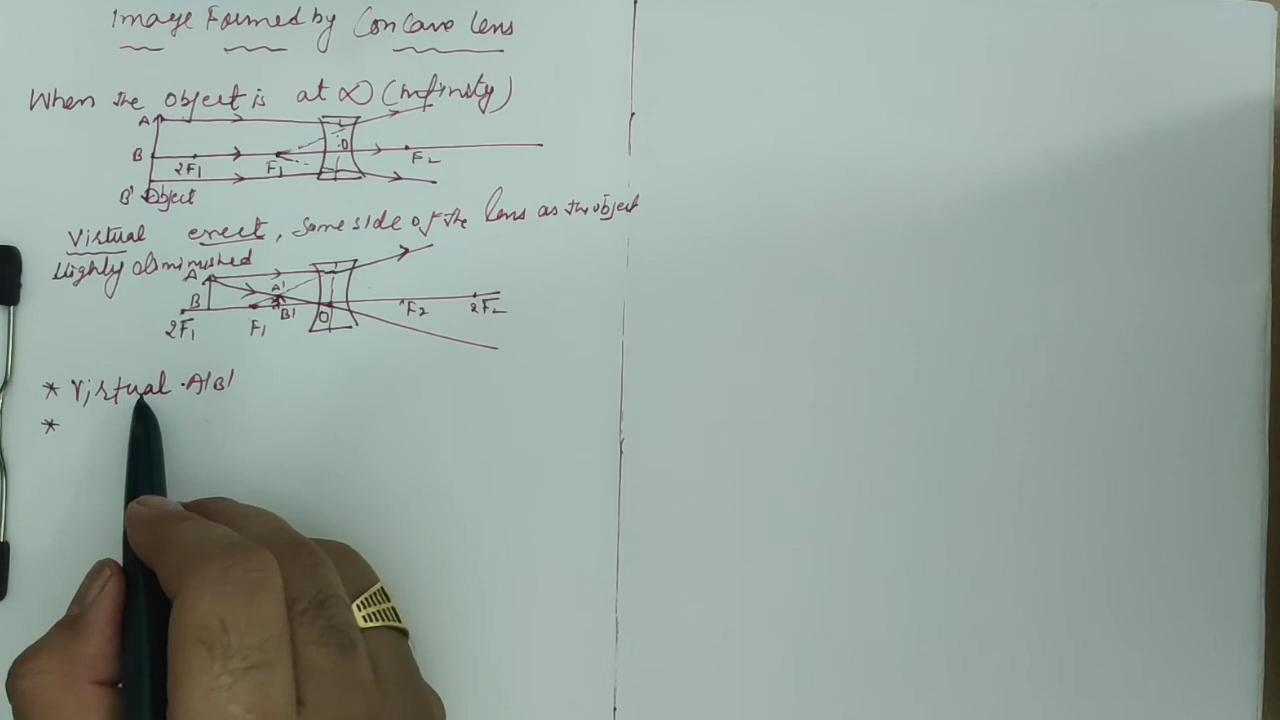 Image Formed by Concave lens
When the object is at ∞ (infinity)
A
B 2F1 F1 O F2
B' Object
Virtual erect, same side of the lens as the object
Highly diminished
A A'
B B' O F2 2F2
2F1 F1
* Virtual A'B'
*